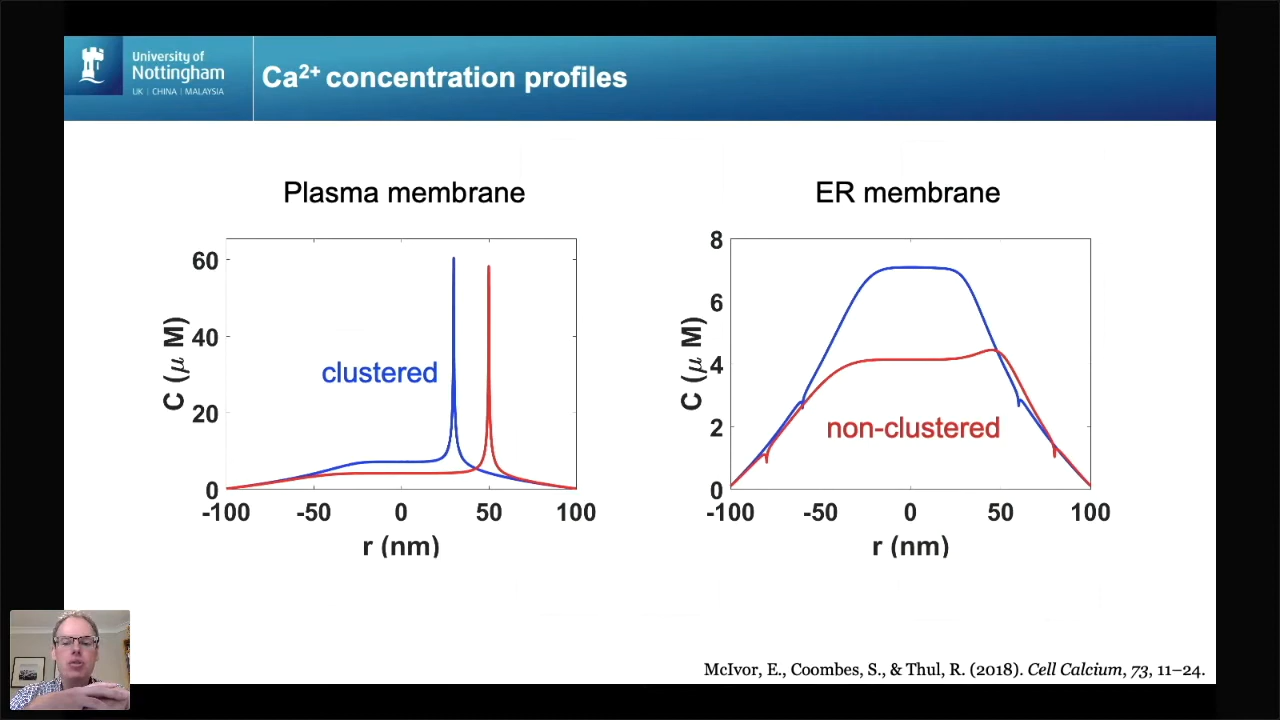 University of
Nottingham
UK | CHINA | MALAYSIA
Ca²⁺ concentration profiles
Plasma membrane
60
40
20
0
C (μ M)
clustered
-100 -50 0 50 100
r (nm)
ER membrane
8
6
4
2
0
C (μ M)
non-clustered
-100 -50 0 50 100
r (nm)
McIvor, E., Coombes, S., & Thul, R. (2018). Cell Calcium, 73, 11–24.